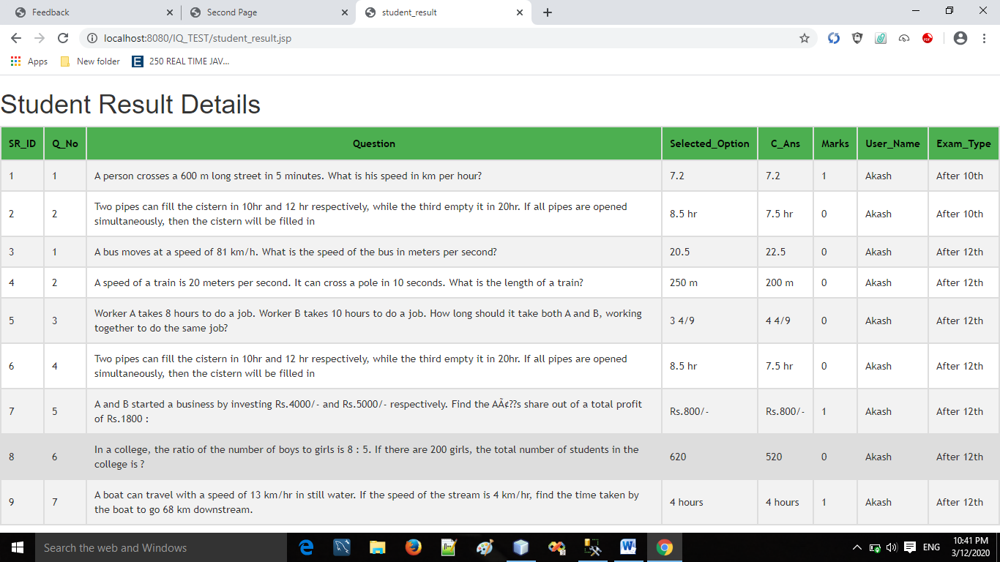 Feedback
Second Page
student_result
localhost:8080/IQ_TEST/student_result.jsp
Apps
New folder
E
250 REAL TIME JAV...
Student Result Details
SR_ID Q_No Question Selected_Option C_Ans Marks User_Name Exam_Type
1 1 A person crosses a 600 m long street in 5 minutes. What is his speed in km per hour? 7.2 7.2 1 Akash After 10th
2 2 Two pipes can fill the cistern in 10hr and 12 hr respectively, while the third empty it in 20hr. If all pipes are opened
simultaneously, then the cistern will be filled in 8.5 hr 7.5 hr 0 Akash After 10th
3 1 A bus moves at a speed of 81 km/h. What is the speed of the bus in meters per second? 20.5 22.5 0 Akash After 12th
4 2 A speed of a train is 20 meters per second. It can cross a pole in 10 seconds. What is the length of a train? 250 m 200 m 0 Akash After 12th
5 3 Worker A takes 8 hours to do a job. Worker B takes 10 hours to do a job. How long should it take both A and B, working
together to do the same job? 3 4/9 4 4/9 0 Akash After 12th
6 4 Two pipes can fill the cistern in 10hr and 12 hr respectively, while the third empty it in 20hr. If all pipes are opened
simultaneously, then the cistern will be filled in 8.5 hr 7.5 hr 0 Akash After 12th
7 5 A and B started a business by investing Rs.4000/- and Rs.5000/- respectively. Find the AÃ¢??s share out of a total profit
of Rs.1800 : Rs.800/- Rs.800/- 1 Akash After 12th
8 6 In a college, the ratio of the number of boys to girls is 8 : 5. If there are 200 girls, the total number of students in the
college is ? 620 520 0 Akash After 12th
9 7 A boat can travel with a speed of 13 km/hr in still water. If the speed of the stream is 4 km/hr, find the time taken by
the boat to go 68 km downstream. 4 hours 4 hours 1 Akash After 12th
Search the web and Windows
ENG
10:41 PM
3/12/2020